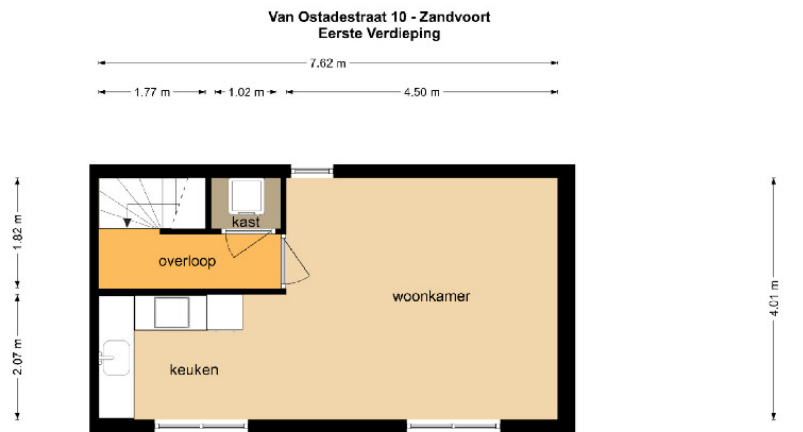 Van Ostadestraat 10 - Zandvoort
Eerste Verdieping
7.62 m
1.77 m
1.02 m
4.50 m
1.82 m
kast
overloop
woonkamer
4.01 m
2.07 m
keuken